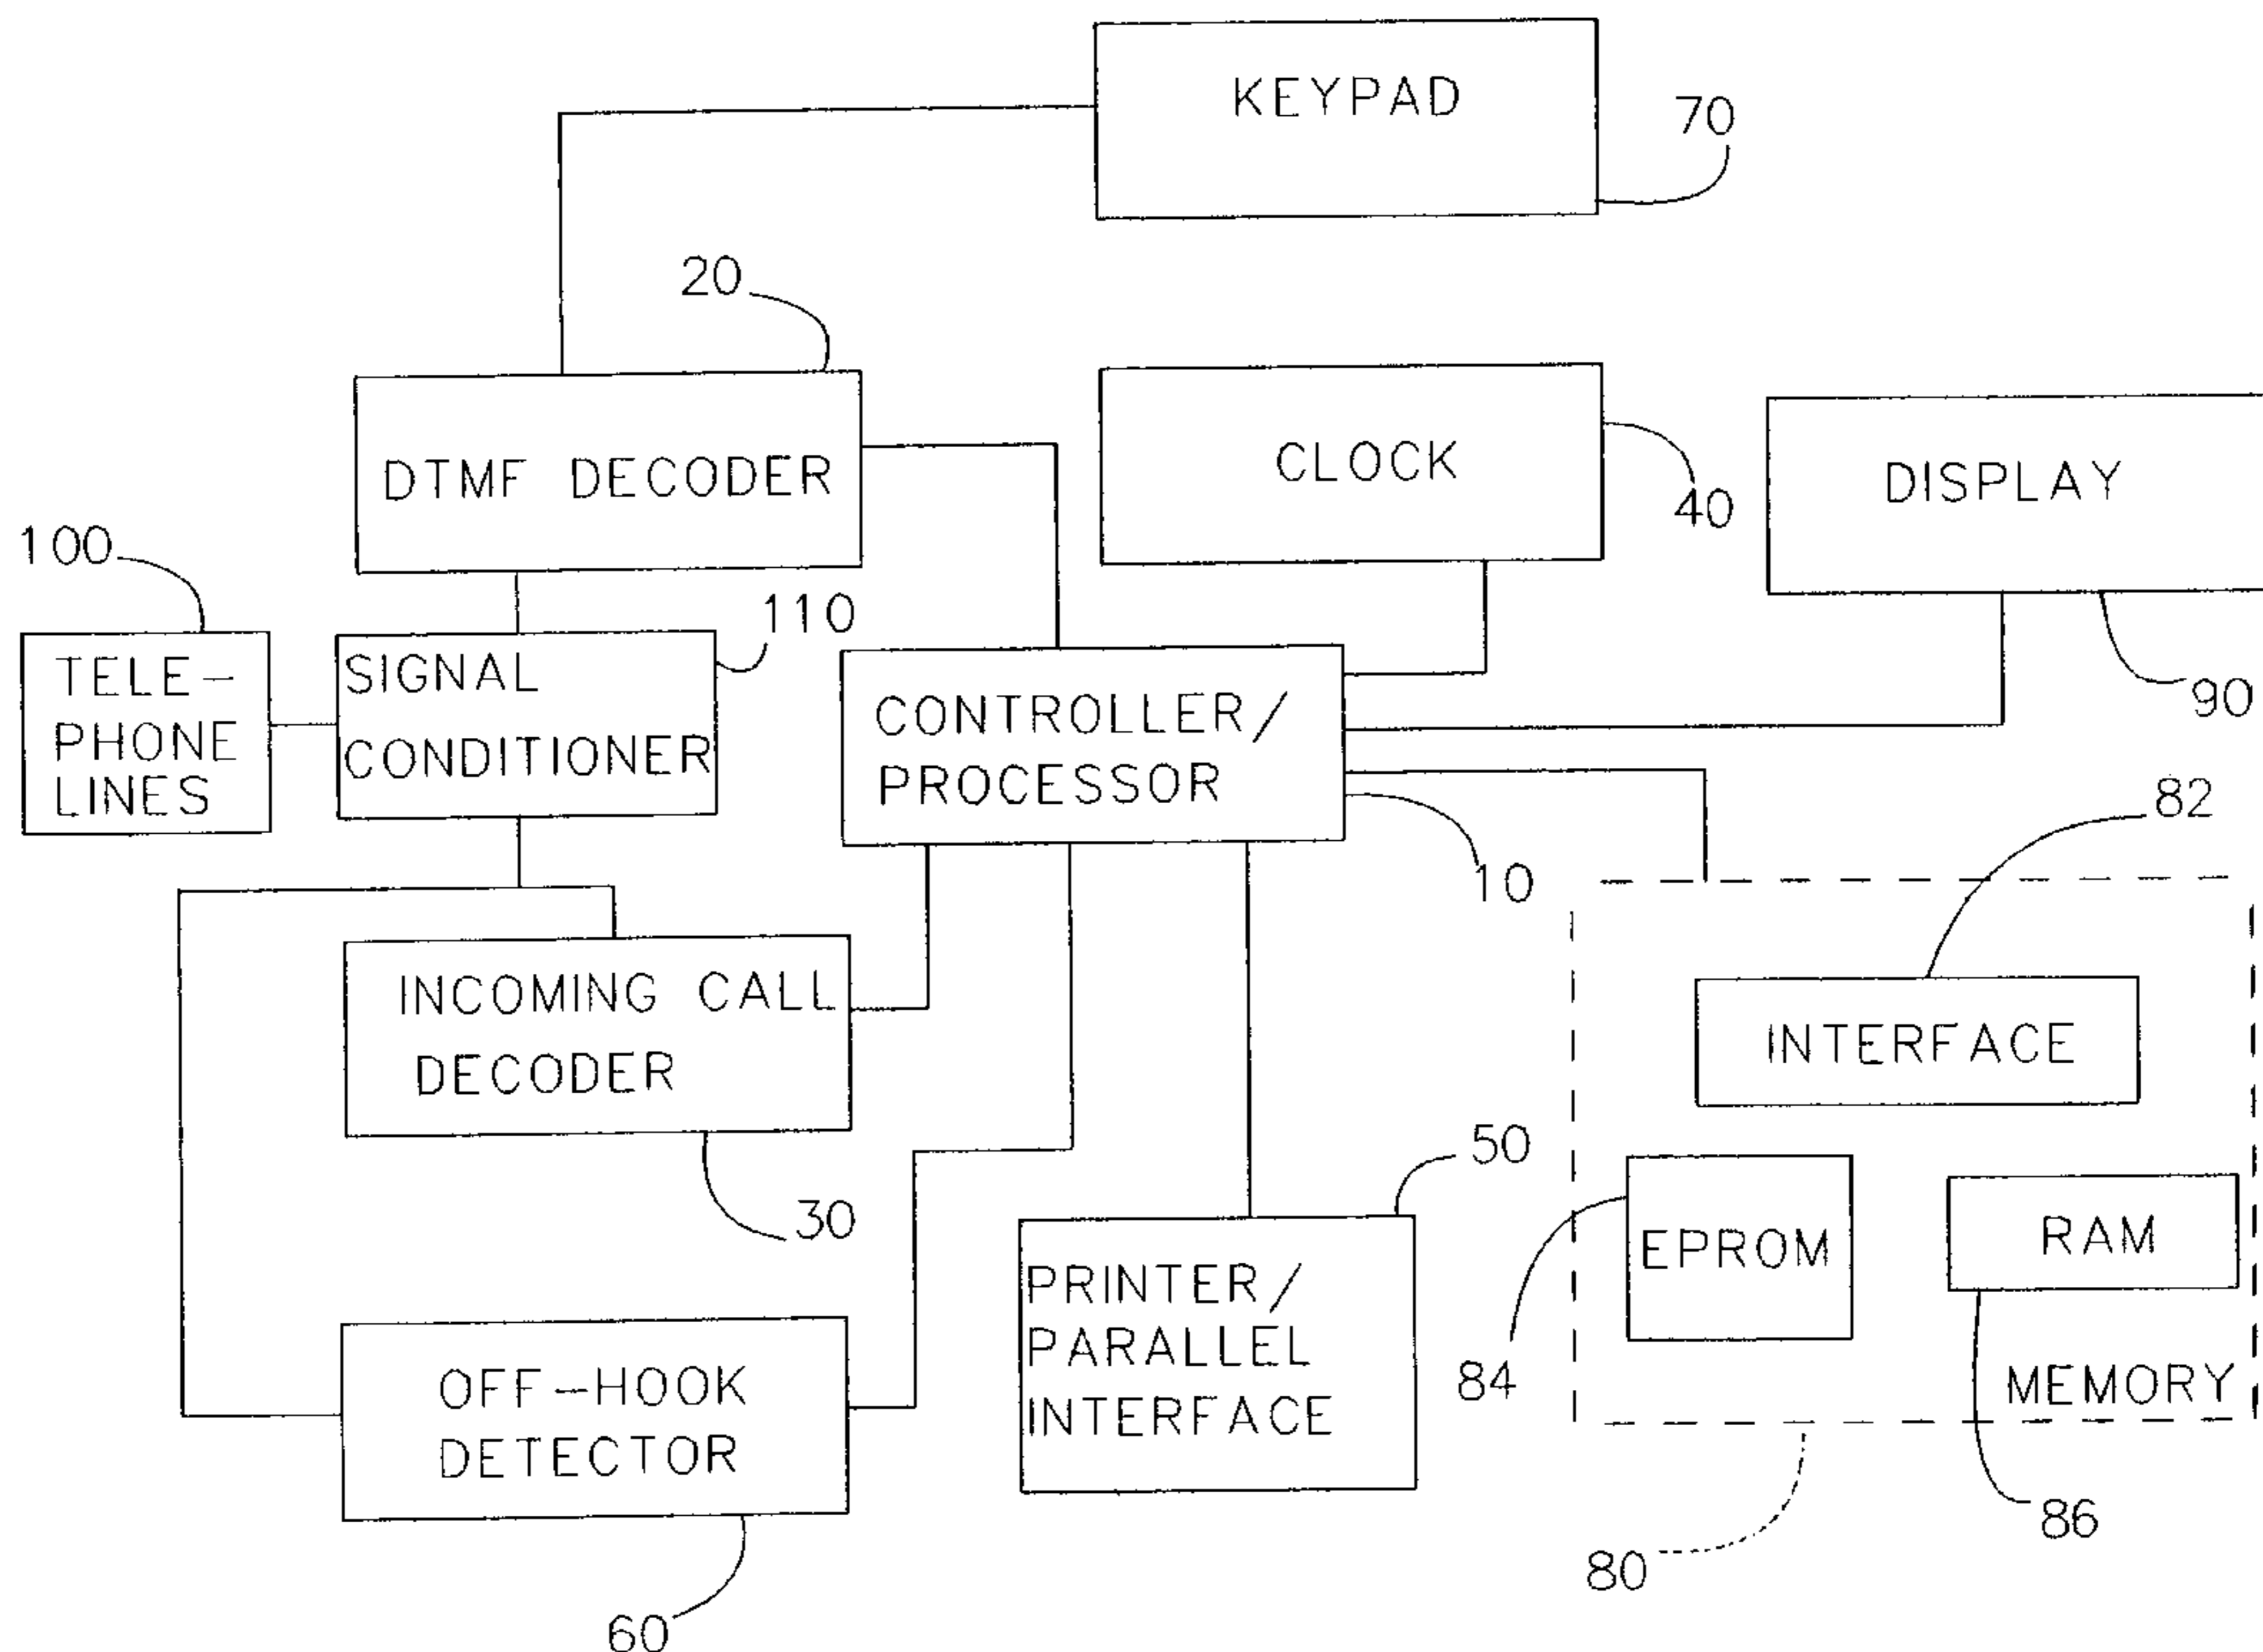 KEYPAD
70
20
DTMF DECODER
CLOCK
40
DISPLAY
90
100
TELE-
PHONE
LINES
SIGNAL
CONDITIONER
110
CONTROLLER/
PROCESSOR
10
82
INTERFACE
INCOMING CALL
DECODER
30
50
PRINTER/
PARALLEL
INTERFACE
EPROM
84
RAM
86
MEMORY
80
OFF-HOOK
DETECTOR
60